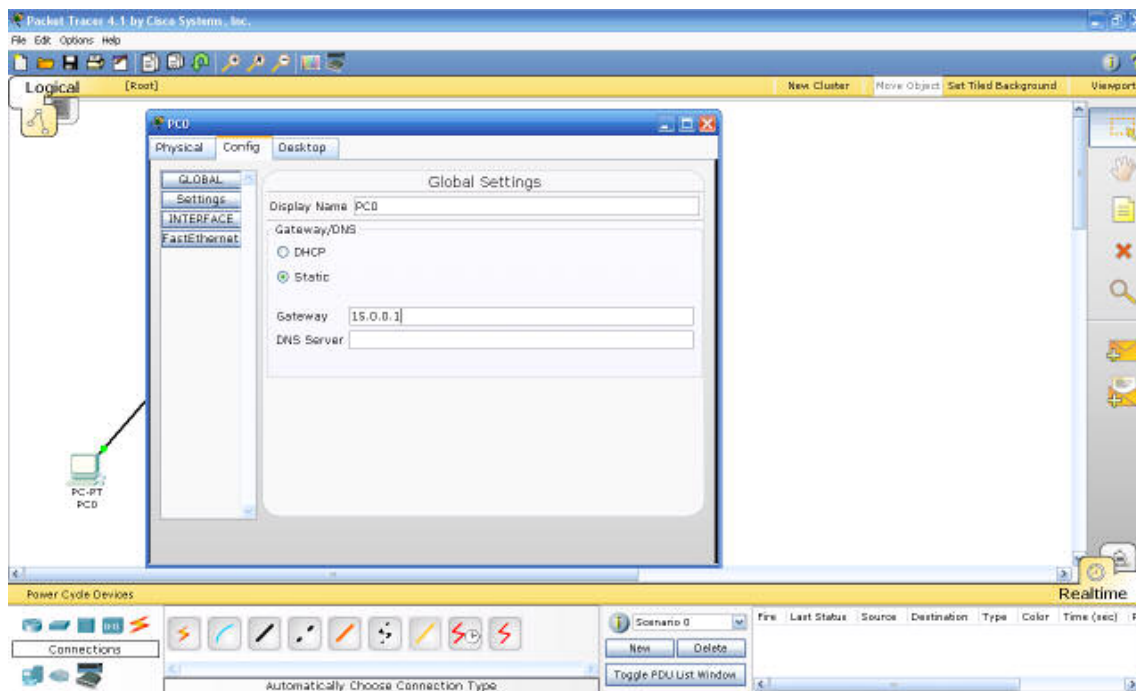 Packet Tracer 4.1 by Cisco Systems, Inc.
File Edit Options Help
Logical [Root] New Cluster Move Object Set Tiled Background Viewport
PC0
Physical Config Desktop
GLOBAL
Settings
INTERFACE
FastEthernet
Global Settings
Display Name PC0
Gateway/DNS
DHCP
Static
Gateway 15.0.0.1
DNS Server
PC-PT
PC0
Power Cycle Devices Realtime
Connections
Automatically Choose Connection Type
Scenario 0
New Delete
Toggle PDU List Window
Fire Last Status Source Destination Type Color Time (sec) P